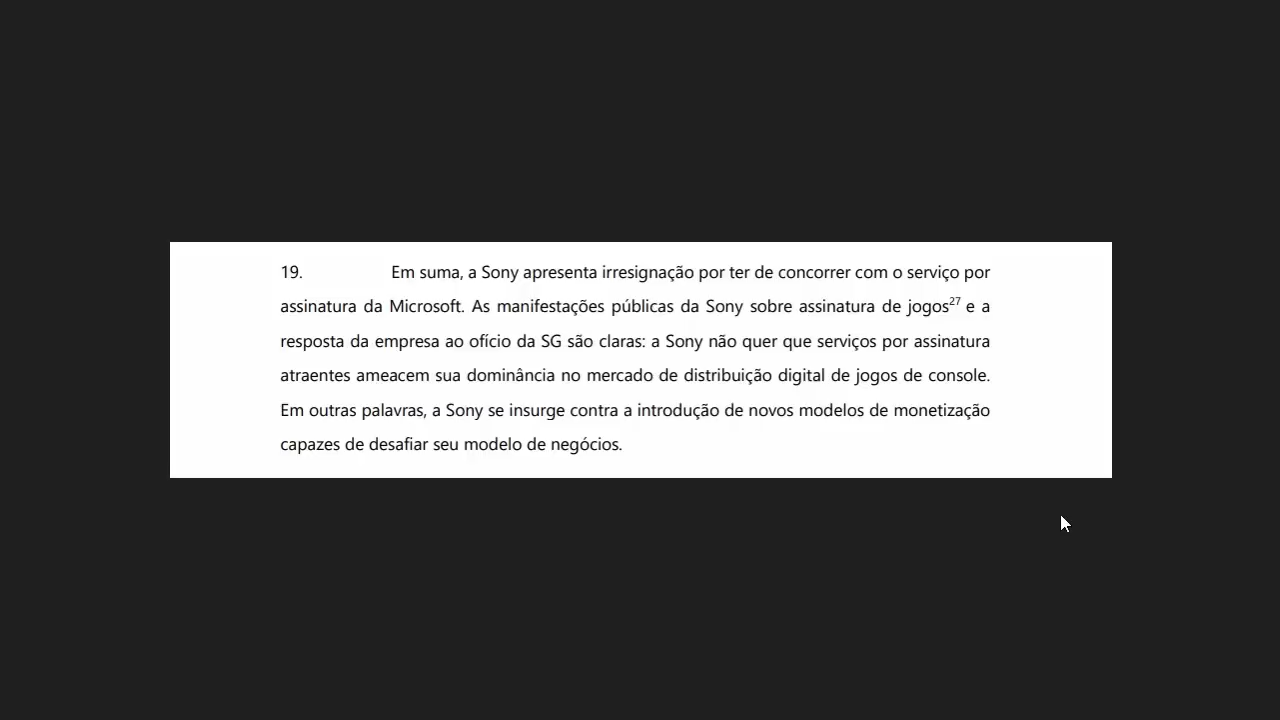 19. Em suma, a Sony apresenta irresignação por ter de concorrer com o serviço por
assinatura da Microsoft. As manifestações públicas da Sony sobre assinatura de jogos27 e a
resposta da empresa ao ofício da SG são claras: a Sony não quer que serviços por assinatura
atraentes ameacem sua dominância no mercado de distribuição digital de jogos de console.
Em outras palavras, a Sony se insurge contra a introdução de novos modelos de monetização
capazes de desafiar seu modelo de negócios.